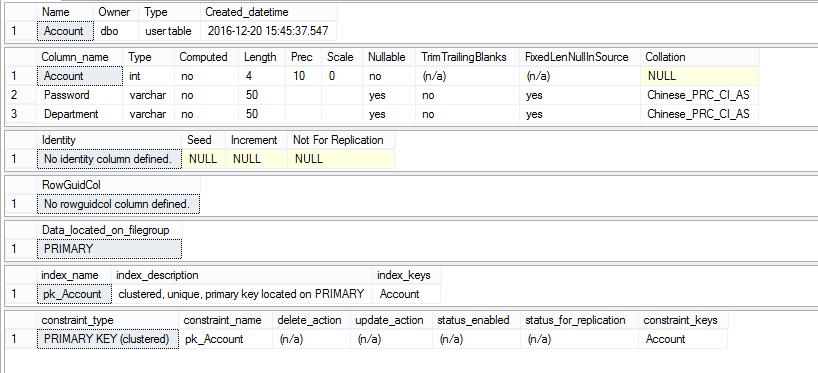 Name Owner Type Created_datetime
1 Account dbo user table 2016-12-20 15:45:37.547
Column_name Type Computed Length Prec Scale Nullable TrimTrailingBlanks FixedLenNullInSource Collation
1 Account int no 4 10 0 no (n/a) (n/a) NULL
2 Password varchar no 50 yes no yes Chinese_PRC_CI_AS
3 Department varchar no 50 yes no yes Chinese_PRC_CI_AS
Identity Seed Increment Not For Replication
1 No identity column defined. NULL NULL NULL
RowGuidCol
1 No rowguidcol column defined.
Data_located_on_filegroup
1 PRIMARY
index_name index_description index_keys
1 pk_Account clustered, unique, primary key located on PRIMARY Account
constraint_type constraint_name delete_action update_action status_enabled status_for_replication constraint_keys
1 PRIMARY KEY (clustered) pk_Account (n/a) (n/a) (n/a) (n/a) Account